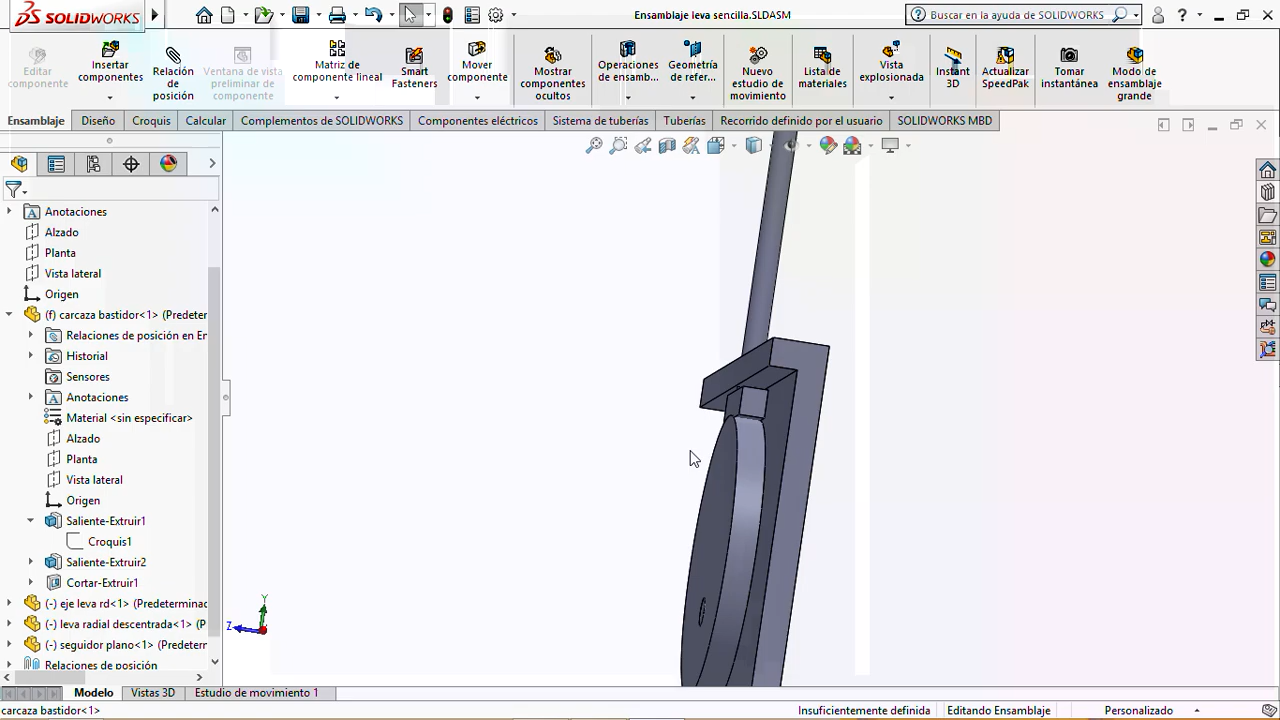 SOLIDWORKS
Ensamblaje leva sencilla.SLDASM
Buscar en la ayuda de SOLIDWORKS
?
Editar componente
Insertar componentes
Relación de posición
Ventana de vista preliminar de componente
Matriz de componente lineal
Smart Fasteners
Mover componente
Mostrar componentes ocultos
Operaciones de ensamb...
Geometría de refer...
Nuevo estudio de movimiento
Lista de materiales
Vista explosionada
Instant 3D
Actualizar SpeedPak
Tomar instantánea
Modo de ensamblaje grande
Ensamblaje
Diseño
Croquis
Calcular
Complementos de SOLIDWORKS
Componentes eléctricos
Sistema de tuberías
Tuberías
Recorrido definido por el usuario
SOLIDWORKS MBD
Anotaciones
Alzado
Planta
Vista lateral
Origen
(f) carcaza bastidor<1> (Predeter
Relaciones de posición en En
Historial
Sensores
Anotaciones
Material <sin especificar>
Alzado
Planta
Vista lateral
Origen
Saliente-Extruir1
Croquis1
Saliente-Extruir2
Cortar-Extruir1
(-) eje leva rd<1> (Predeterminac
(-) leva radial descentrada<1> (P
(-) seguidor plano<1> (Predetern
Relaciones de posición
Y
Z
Modelo
Vistas 3D
Estudio de movimiento 1
carcaza bastidor<1>
Insuficientemente definida
Editando Ensamblaje
Personalizado